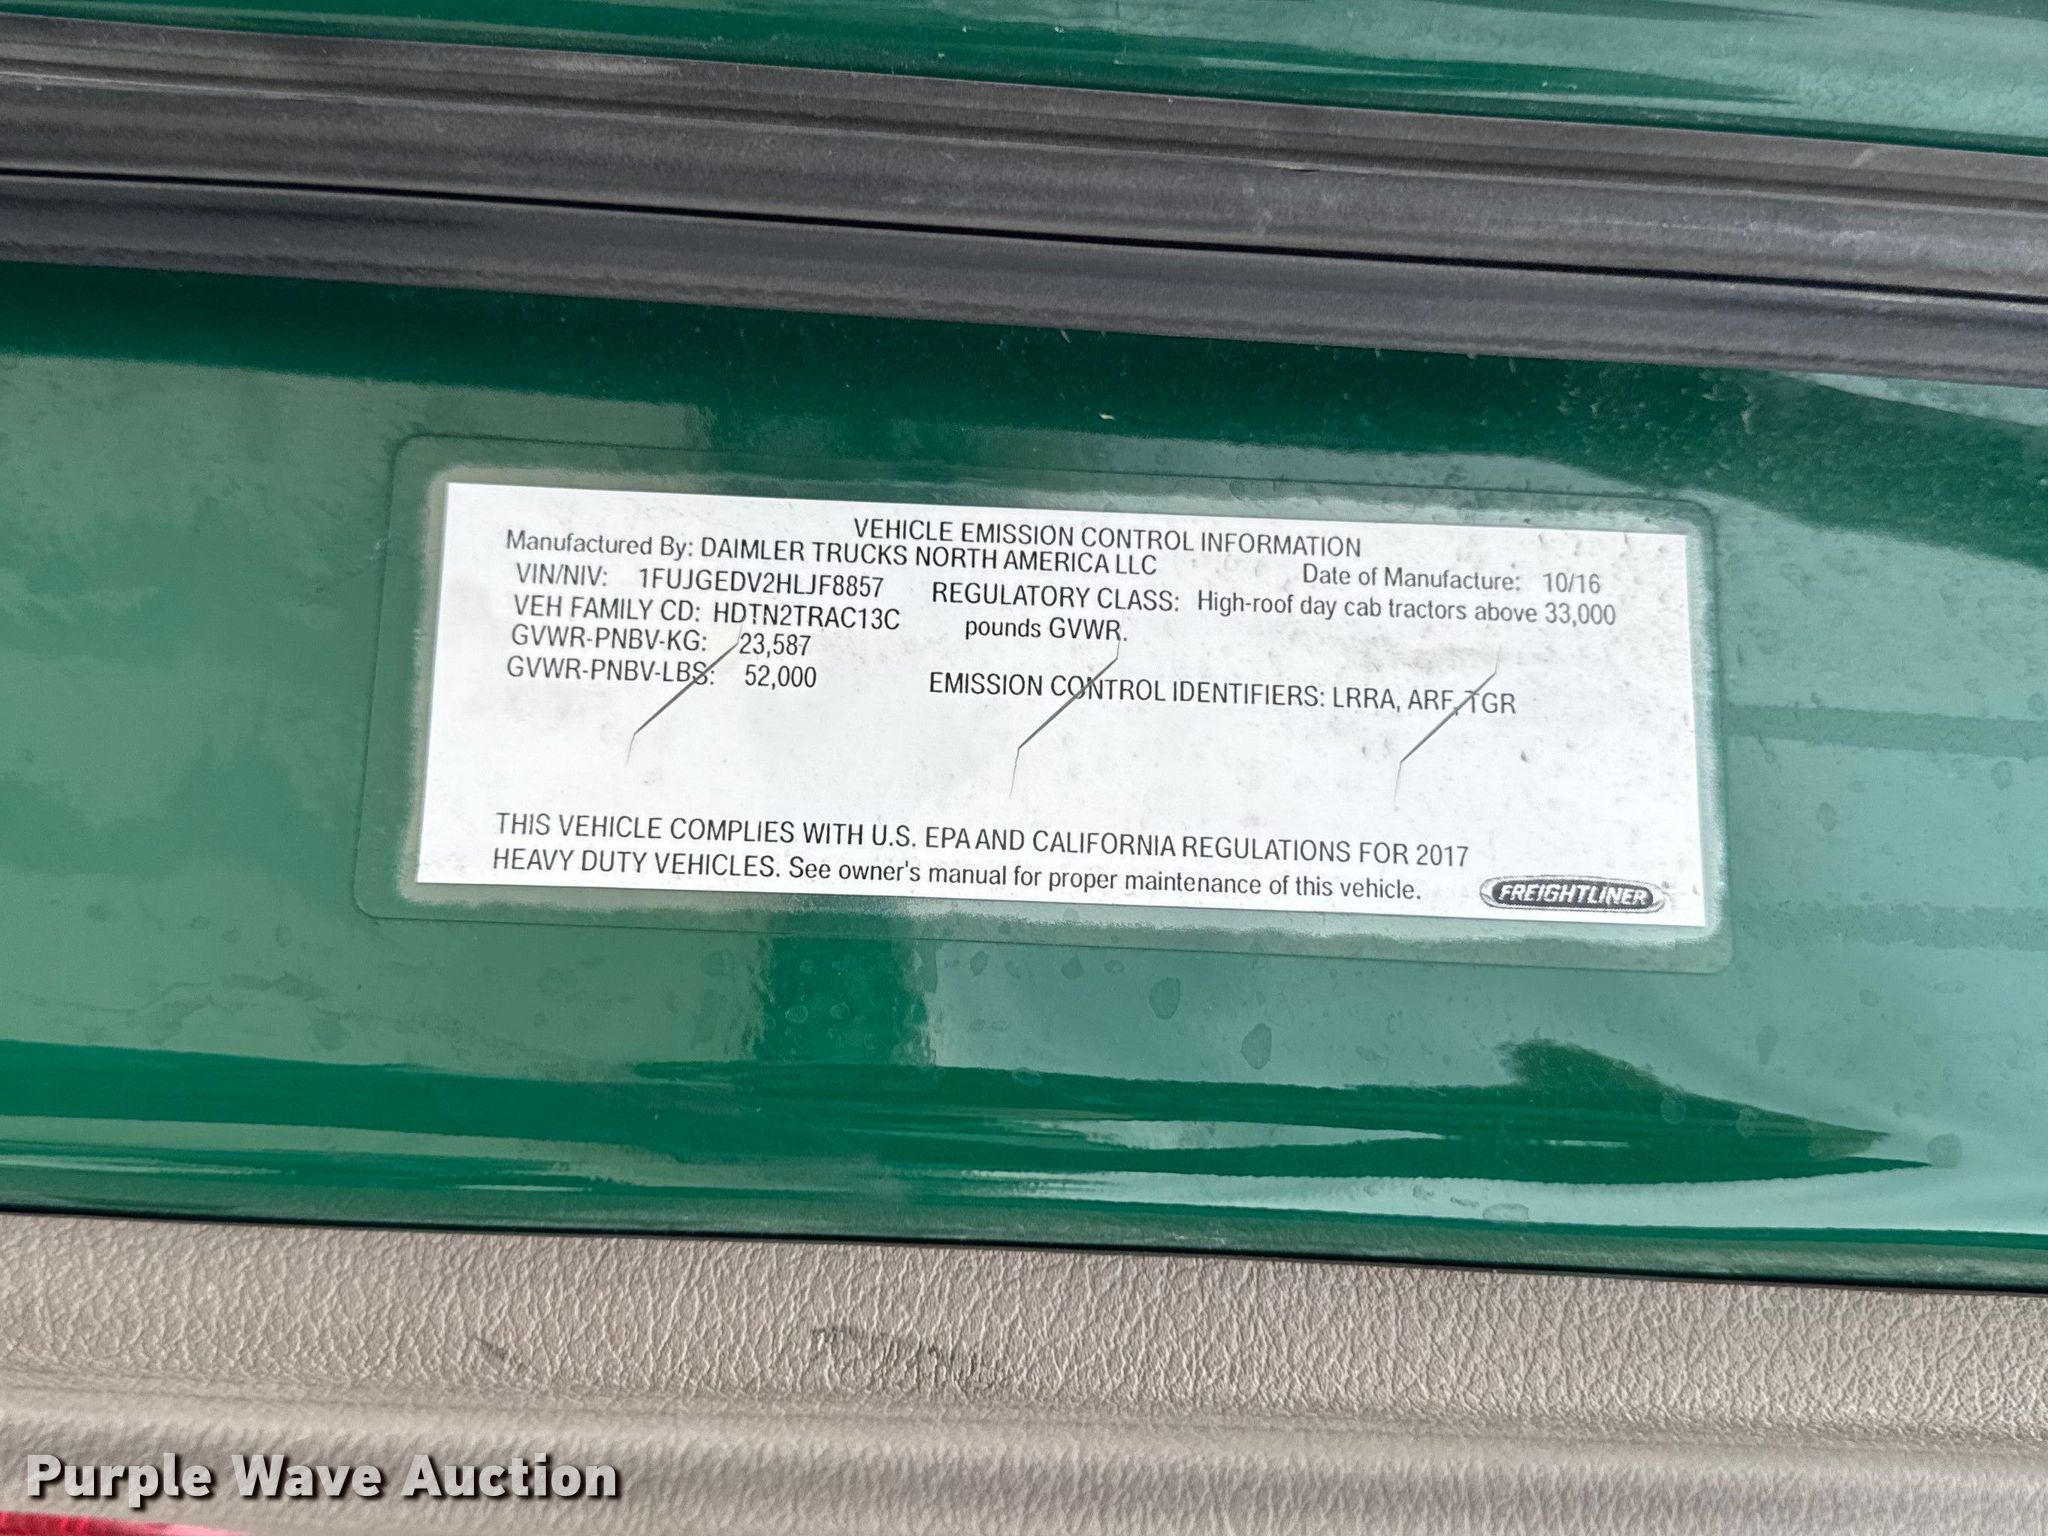 VEHICLE EMISSION CONTROL INFORMATION
Manufactured By: DAIMLER TRUCKS NORTH AMERICA LLC
Date of Manufacture: 10/16
VIN/NIV: 1FUJGEDV2HLJF8857
VEH FAMILY CD: HDTN2TRAC13C
GVWR-PNBV-KG: 23,587
GVWR-PNBV-LBS: 52,000
REGULATORY CLASS: High-roof day cab tractors above 33,000
pounds GVWR.
EMISSION CONTROL IDENTIFIERS: LRRA, ARF, TGR
THIS VEHICLE COMPLIES WITH U.S. EPA AND CALIFORNIA REGULATIONS FOR 2017
HEAVY DUTY VEHICLES. See owner's manual for proper maintenance of this vehicle.
FREIGHTLINER
Purple Wave Auction